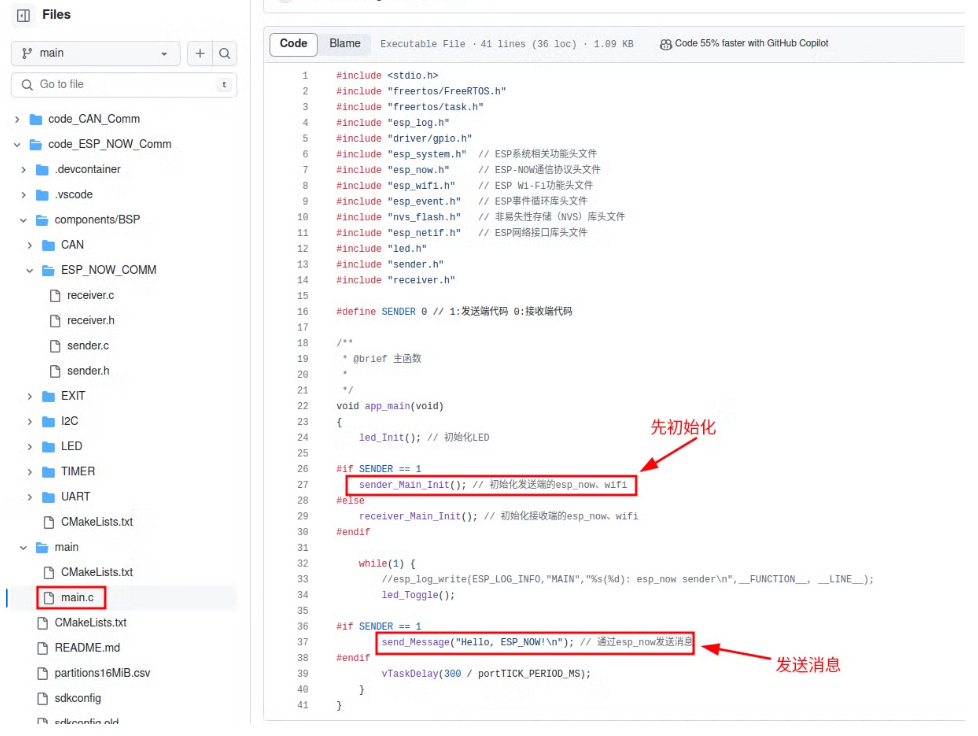 Files
main
Go to file
t
code_CAN_Comm
code_ESP_NOW_Comm
.devcontainer
.vscode
components/BSP
CAN
ESP_NOW_COMM
receiver.c
receiver.h
sender.c
sender.h
EXIT
I2C
LED
TIMER
UART
CMakeLists.txt
main
CMakeLists.txt
main.c
CMakeLists.txt
README.md
partitions16MiB.csv
sdkconfig
sdkconfig.old
Code Blame Executable File · 41 lines (36 loc) · 1.09 KB Code 55% faster with GitHub Copilot
1 #include <stdio.h>
2 #include "freertos/FreeRTOS.h"
3 #include "freertos/task.h"
4 #include "esp_log.h"
5 #include "driver/gpio.h"
6 #include "esp_system.h" // ESP系统相关功能头文件
7 #include "esp_now.h" // ESP-NOW通信协议头文件
8 #include "esp_wifi.h" // ESP Wi-Fi功能头文件
9 #include "esp_event.h" // ESP事件循环库头文件
10 #include "nvs_flash.h" // 非易失性存储（NVS）库头文件
11 #include "esp_netif.h" // ESP网络接口库头文件
12 #include "led.h"
13 #include "sender.h"
14 #include "receiver.h"
15
16 #define SENDER 0 // 1:发送端代码 0:接收端代码
17
18 /**
19 * @brief 主函数
20 *
21 */
22 void app_main(void)
23 {
24 led_Init(); // 初始化LED
25
26 #if SENDER == 1
27 sender_Main_Init(); // 初始化发送端的esp_now、wifi
28 #else
29 receiver_Main_Init(); // 初始化接收端的esp_now、wifi
30 #endif
31
32 while(1) {
33 //esp_log_write(ESP_LOG_INFO,"MAIN","%s(%d): esp_now sender\n",__FUNCTION__, __LINE__);
34 led_Toggle();
35
36 #if SENDER == 1
37 send_Message("Hello, ESP_NOW!\n"); // 通过esp_now发送消息
38 #endif
39 vTaskDelay(300 / portTICK_PERIOD_MS);
40 }
41 }
先初始化
发送消息